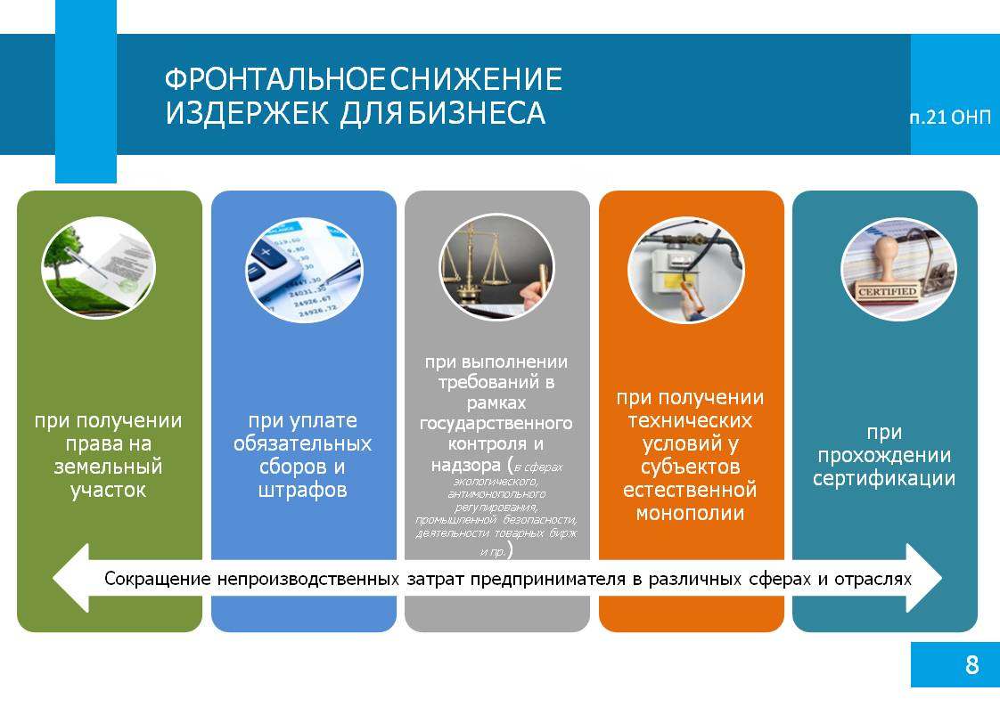 ФРОНТАЛЬНОЕ СНИЖЕНИЕ
ИЗДЕРЖЕК ДЛЯ БИЗНЕСА
п.21 ОНП
при получении
права на
земельный
участок
при уплате
обязательных
сборов и
штрафов
при выполнении
требований в
рамках
государственного
контроля и
надзора (в сферах
экологического,
антимонопольного
регулирования,
промышленной безопасности,
деятельности товарных бирж
и пр.)
при получении
технических
условий у
субъектов
естественной
монополии
CERTIFIED
при
прохождении
сертификации
Сокращение непроизводственных затрат предпринимателя в различных сферах и отраслях
8